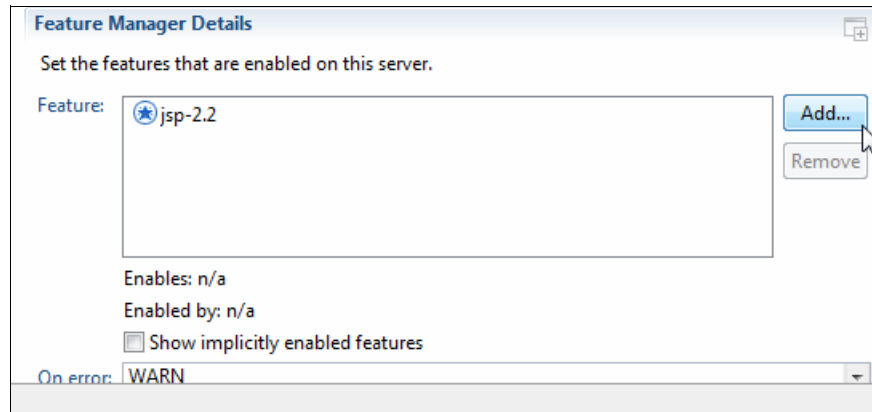 Feature Manager Details
Set the features that are enabled on this server.
Feature:
jsp-2.2
Add...
Remove
Enables: n/a
Enabled by: n/a
Show implicitly enabled features
On error: WARN